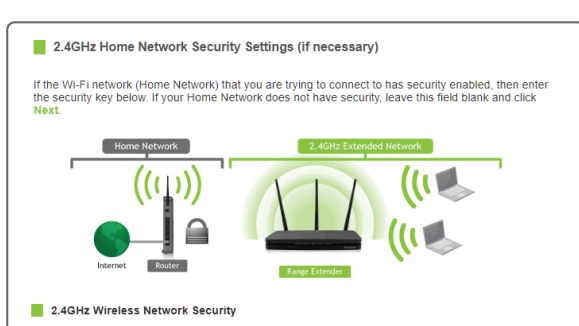 2.4GHz Home Network Security Settings (if necessary)
If the Wi-Fi network (Home Network) that you are trying to connect to has security enabled, then enter
the security key below. If your Home Network does not have security, leave this field blank and click
Next.
Home Network
2.4GHz Extended Network
Internet
Router
Range Extender
2.4GHz Wireless Network Security